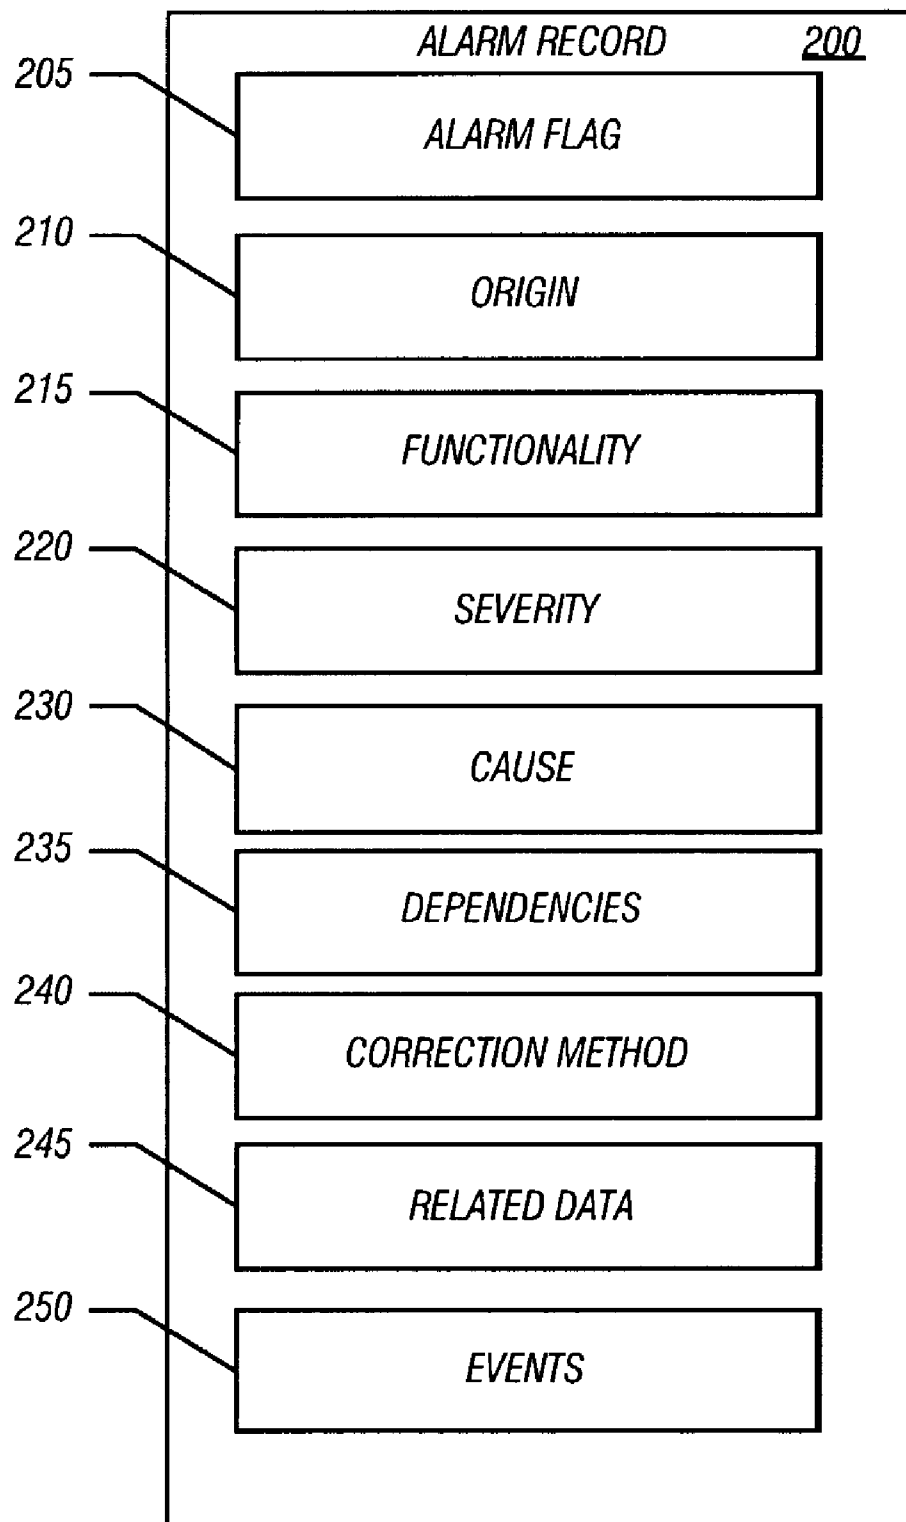 ALARM RECORD 200
205
ALARM FLAG
210
ORIGIN
215
FUNCTIONALITY
220
SEVERITY
230
CAUSE
235
DEPENDENCIES
240
CORRECTION METHOD
245
RELATED DATA
250
EVENTS